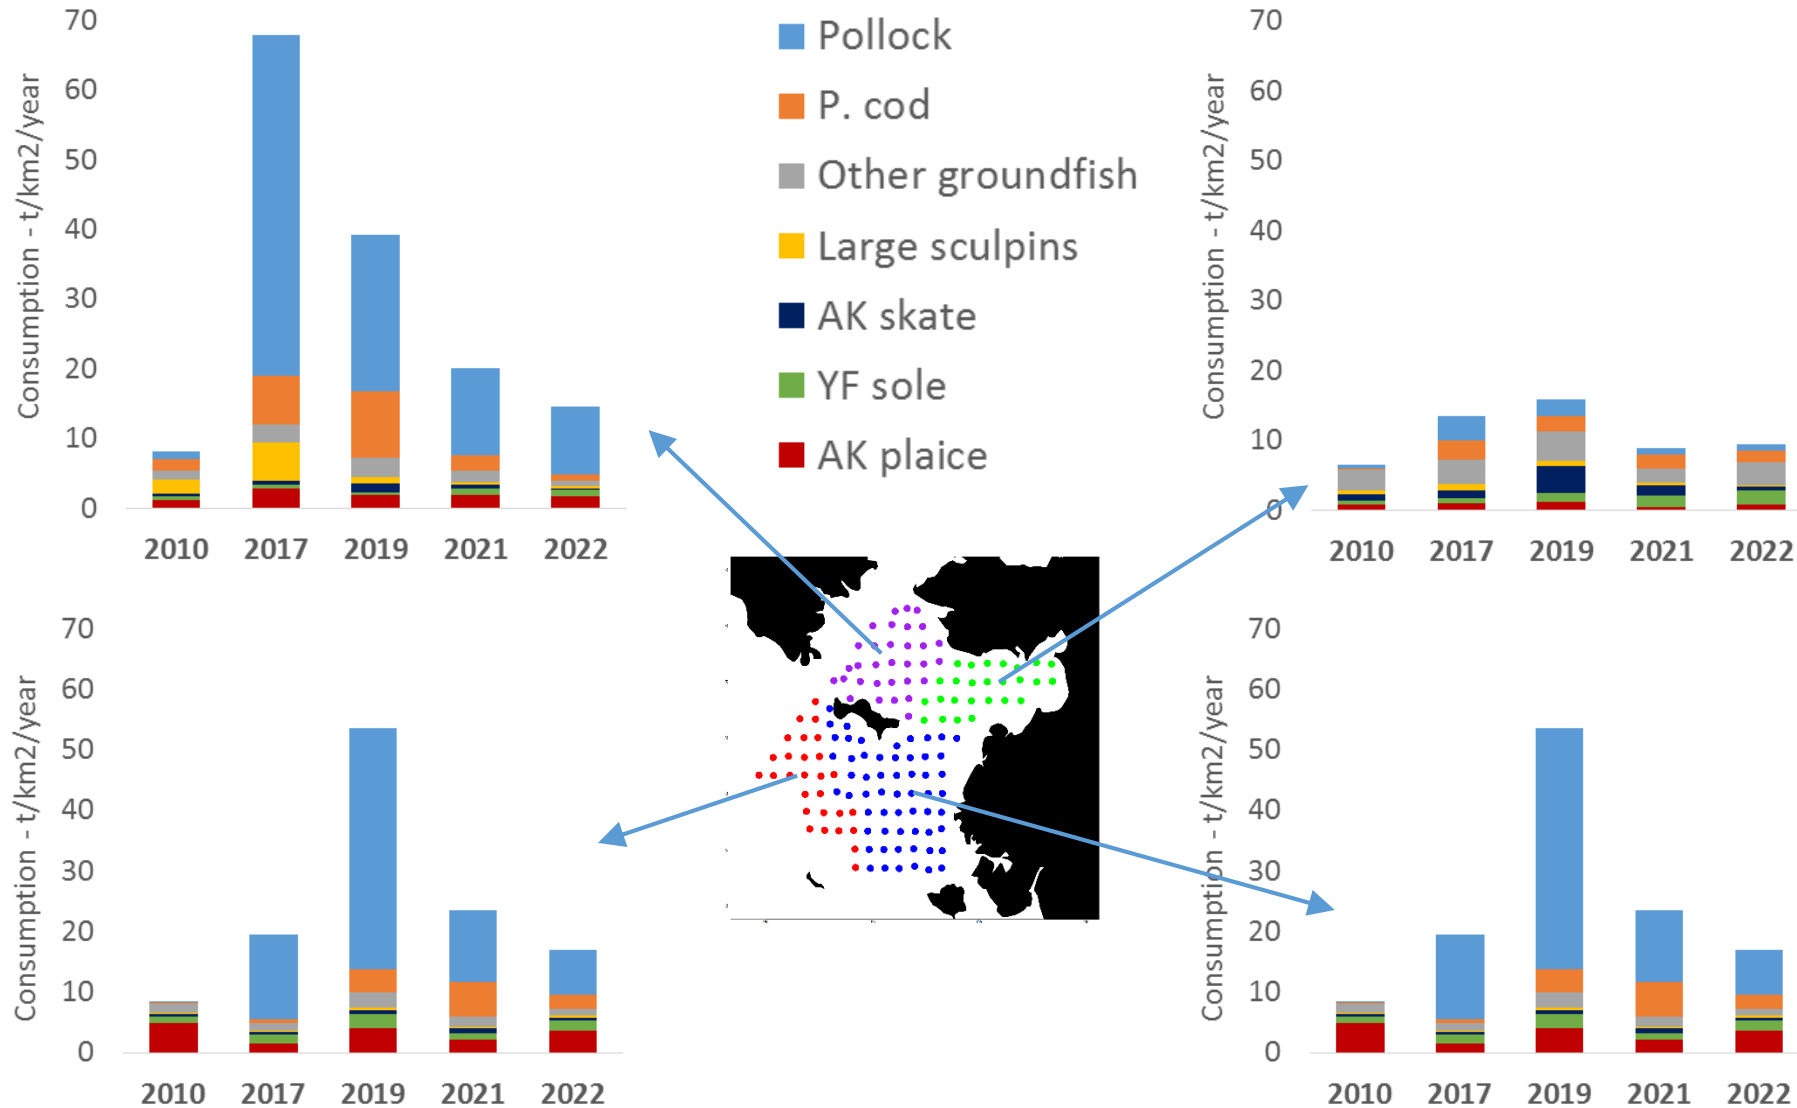 Consumption - t/km2/year
70
60
50
40
30
20
10
0
2010 2017 2019 2021 2022
Pollock
P. cod
Other groundfish
Large sculpins
AK skate
YF sole
AK plaice
Consumption - t/km2/year
70
60
50
40
30
20
10
0
2010 2017 2019 2021 2022
Consumption - t/km2/year
70
60
50
40
30
20
10
0
2010 2017 2019 2021 2022
Consumption - t/km2/year
70
60
50
40
30
20
10
0
2010 2017 2019 2021 2022